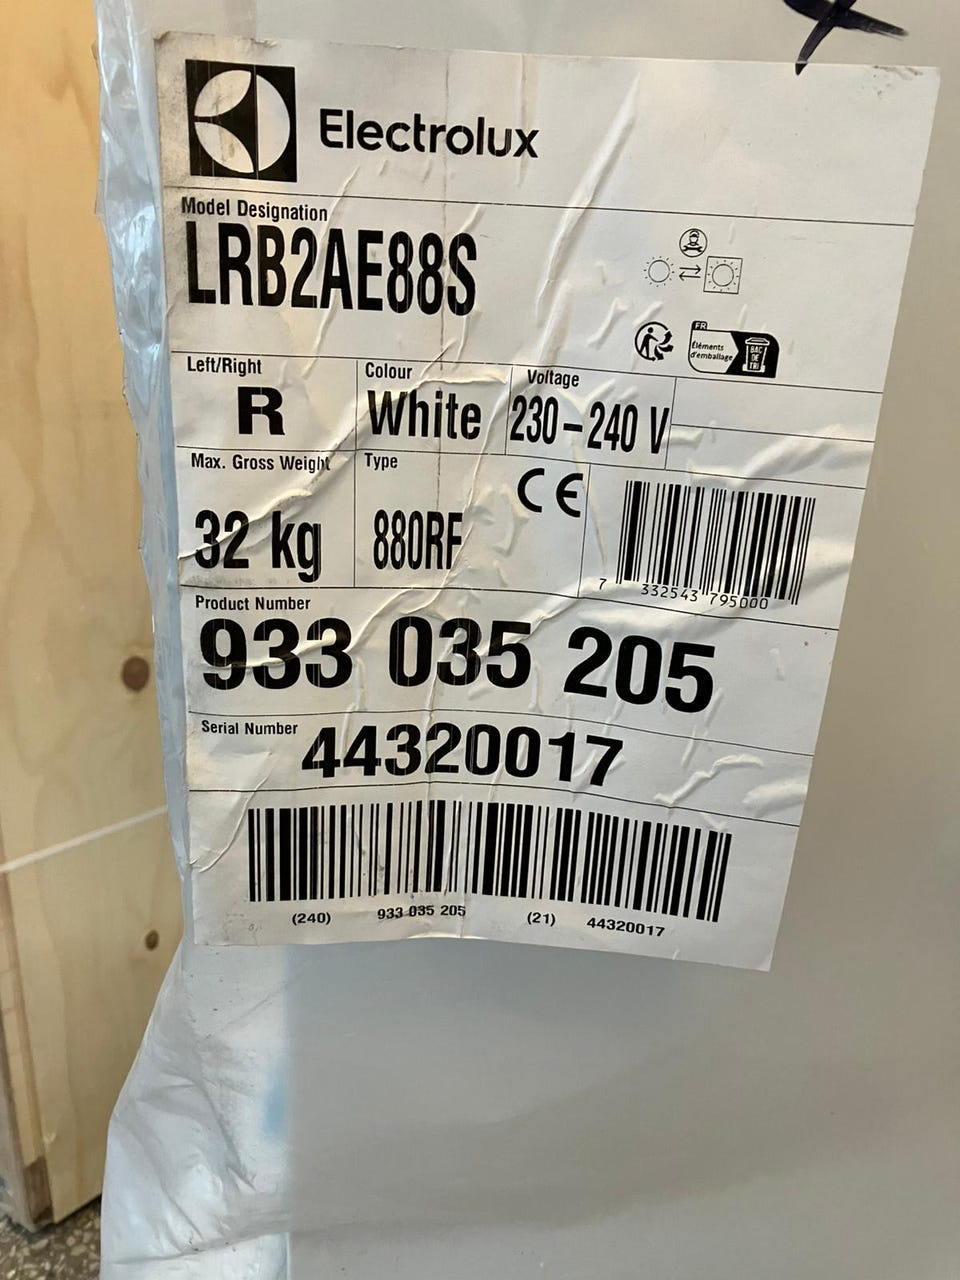 Electrolux
Model Designation
LRB2AE88S
FR
Éléments
d'emballage
BAC
DE
TRI
Left/Right
R
Colour
White
Voltage
230-240 V
Max. Gross Weight
32 kg
Type
880RF
CE
7 332543 795000
Product Number
933 035 205
Serial Number
44320017
(240) 933 035 205 (21) 44320017